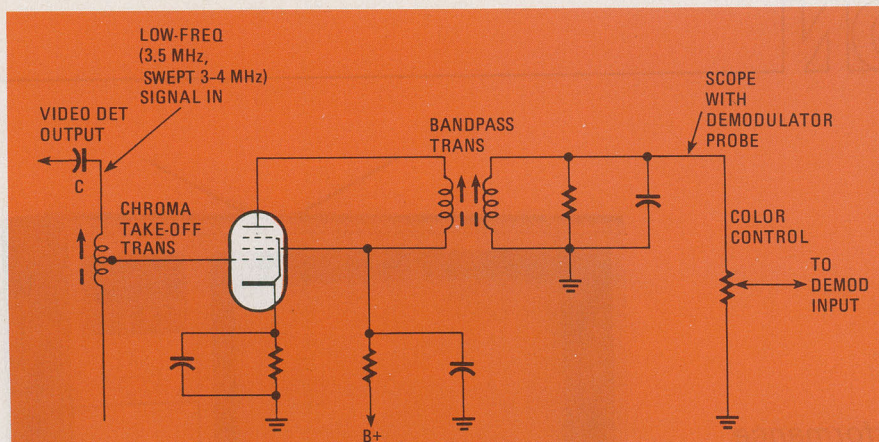 LOW-FREQ
(3.5 MHz,
SWEPT 3-4 MHz)
SIGNAL IN
VIDEO DET
OUTPUT
C
CHROMA
TAKE-OFF
TRANS
BANDPASS
TRANS
SCOPE
WITH
DEMODULATOR
PROBE
COLOR
CONTROL
TO
DEMOD
INPUT
B+